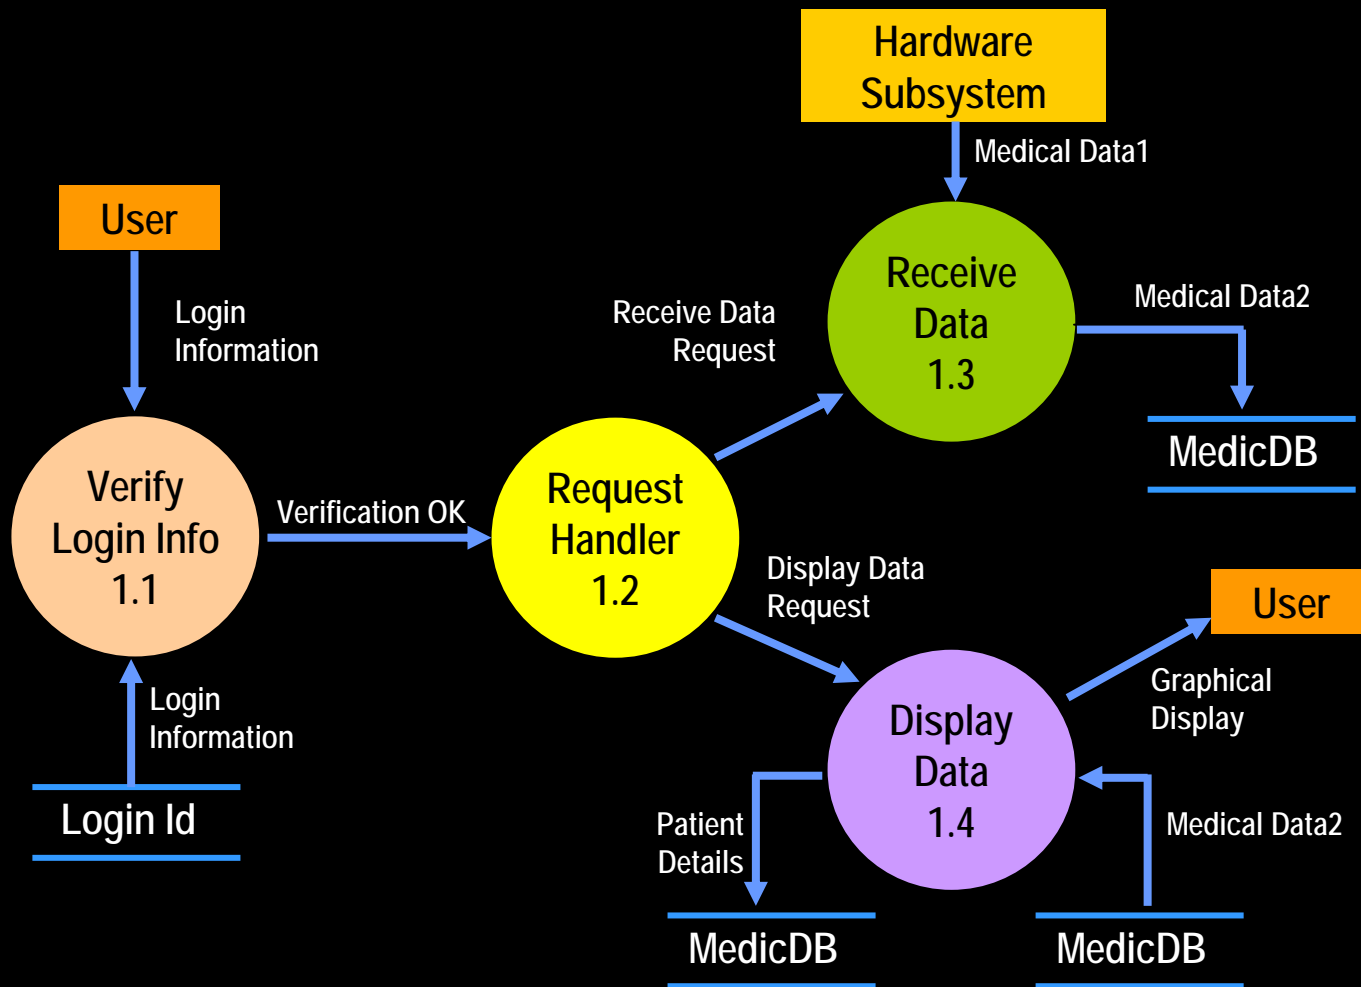 Hardware
Subsystem
Medical Data1
User
Login
Information
Receive Data
Request
Receive
Data
1.3
Medical Data2
MedicDB
Verify
Login Info
1.1
Verification OK
Request
Handler
1.2
Display Data
Request
User
Graphical
Display
Login
Information
Login Id
Display
Data
1.4
Patient
Details
Medical Data2
MedicDB
MedicDB